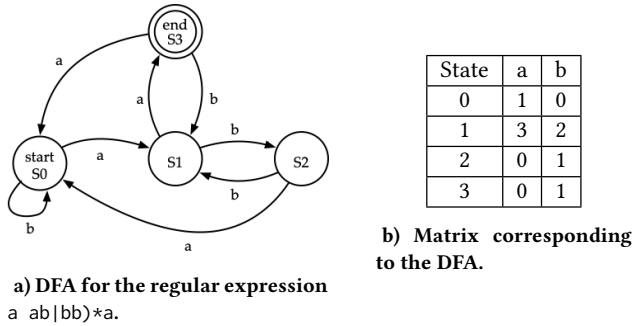 end
S3
a
a
b
b
start
S0
a
S1
S2
b
b
a
State a b
0 1 0
1 3 2
2 0 1
3 0 1
b) Matrix corresponding
to the DFA.
a) DFA for the regular expression
a ab|bb)*a.